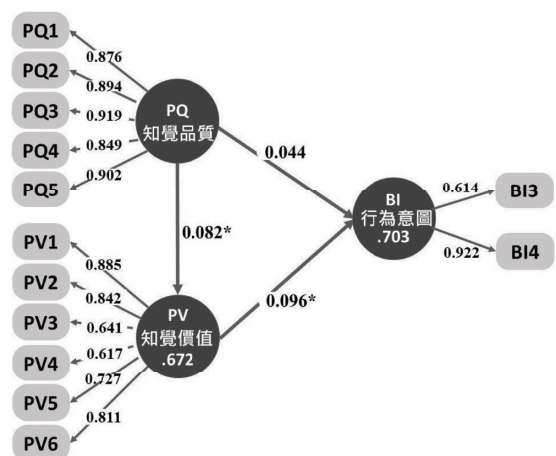 PQ1
PQ2
PQ3
PQ4
PQ5
0.876
0.894
0.919
0.849
0.902
PQ
知覺品質
0.044
0.082*
BI
行為意圖
.703
0.614
0.922
BI3
BI4
PV1
PV2
PV3
PV4
PV5
PV6
0.885
0.842
0.641
0.617
0.727
0.811
PV
知覺價值
.672
0.096*